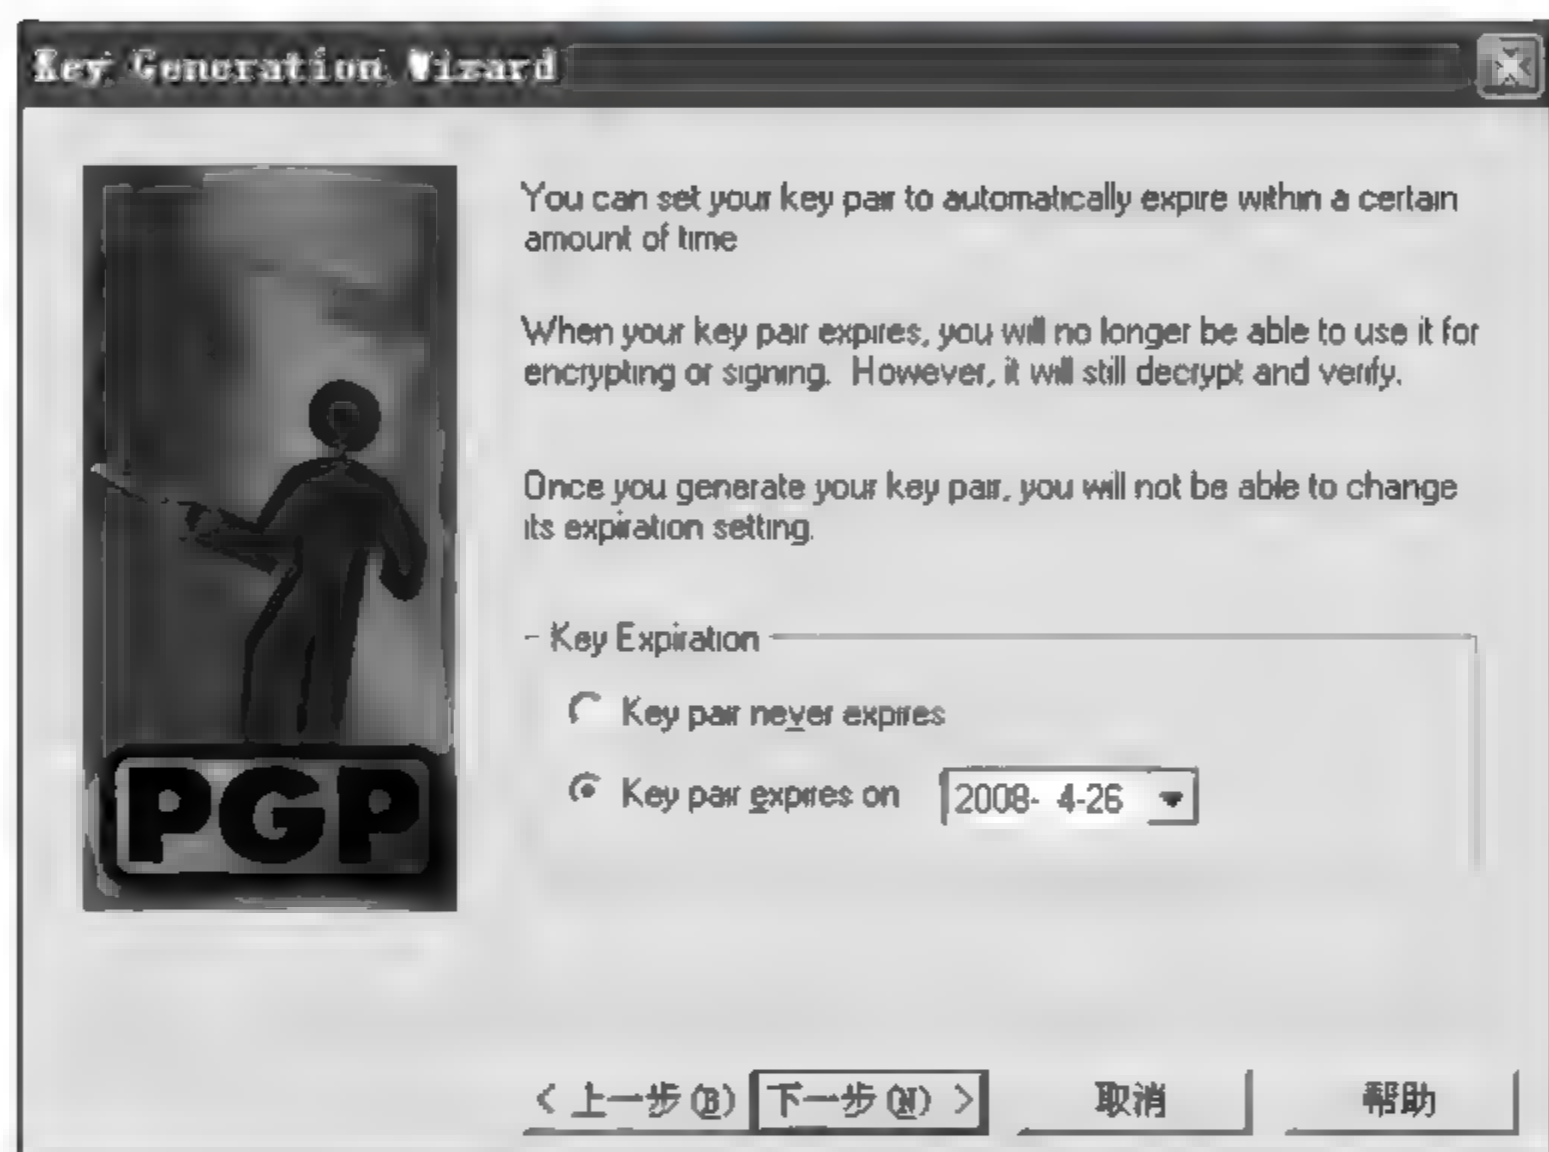 Key Generation Wizard
You can set your key pair to automatically expire within a certain
amount of time
When your key pair expires, you will no longer be able to use it for
encrypting or signing. However, it will still decrypt and verify.
Once you generate your key pair, you will not be able to change
its expiration setting.
Key Expiration
Key pair never expires
Key pair expires on 2008- 4-26
PGP
< 上一步(B) 下一步(N) > 取消 帮助